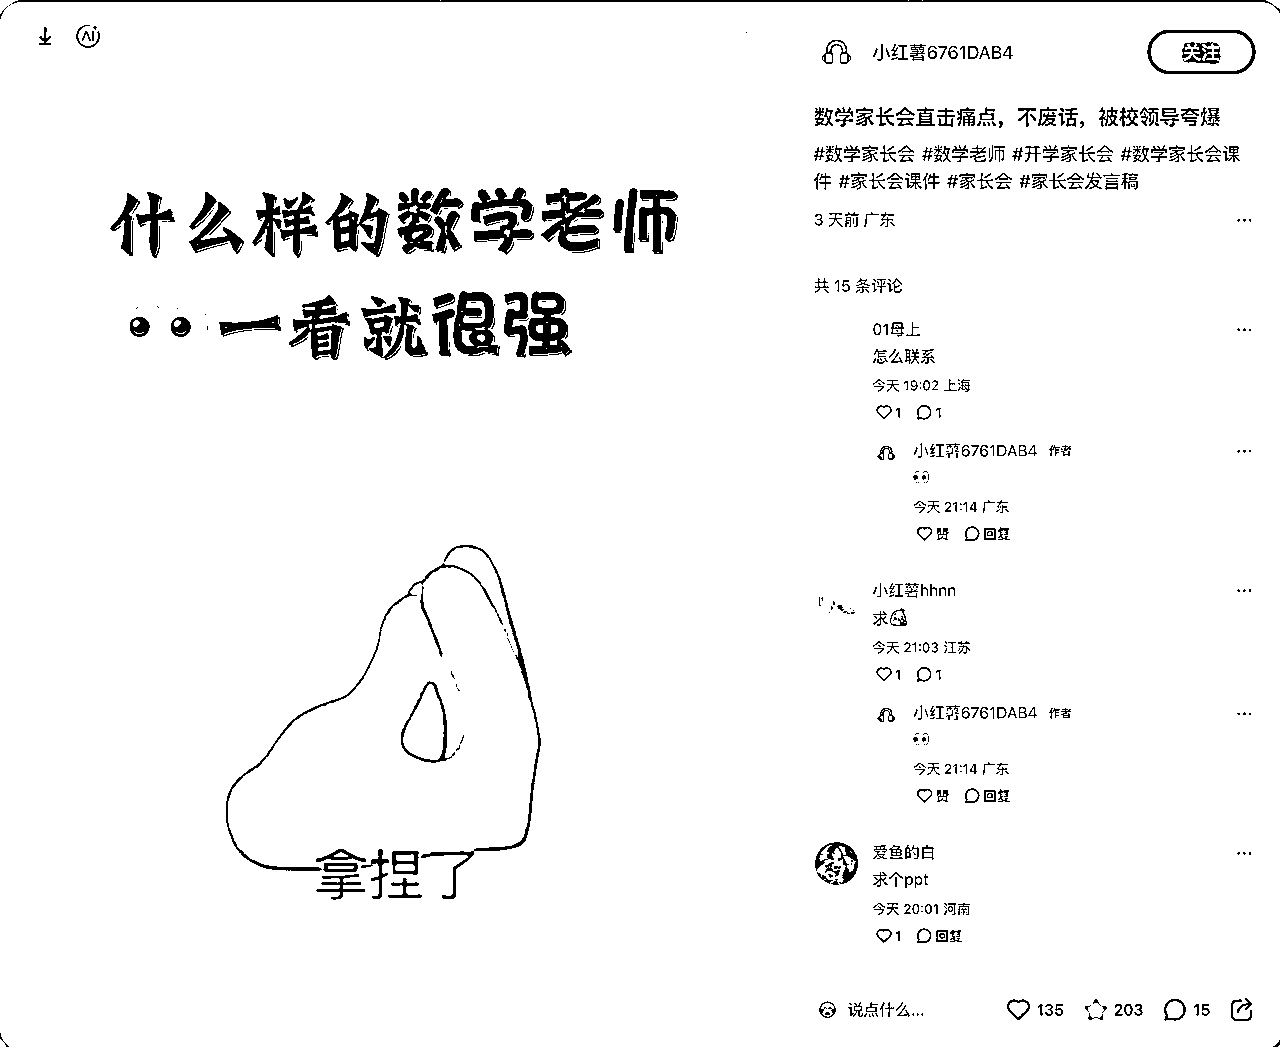 什么样的数学老师
一看就很强
拿捏了
小红薯6761DAB4
关注
数学家长会直击痛点，不废话，被校领导夸爆
#数学家长会 #数学老师 #开学家长会 #数学家长会课
件 #家长会课件 #家长会 #家长会发言稿
3 天前 广东
共 15 条评论
01母上
怎么联系
今天 19:02 上海
1 1
小红薯6761DAB4 作者
今天 21:14 广东
赞 回复
小红薯hhnn
求
今天 21:03 江苏
1 1
小红薯6761DAB4 作者
今天 21:14 广东
赞 回复
爱鱼的白
求个ppt
今天 20:01 河南
1 回复
说点什么... 135 203 15